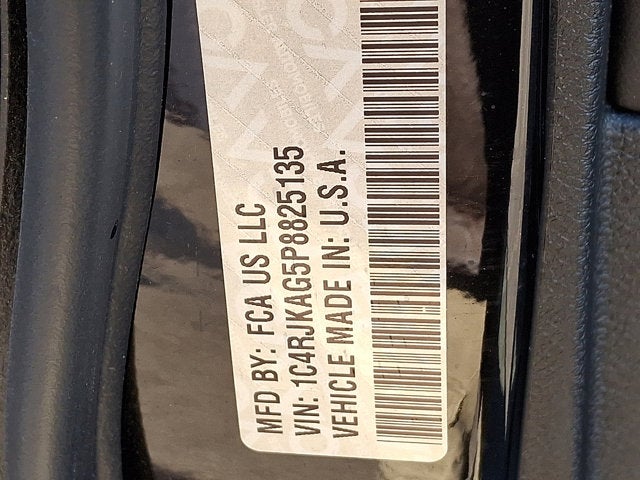 MFD BY: FCA US LLC
VIN: 1C4RJKAG5P8825135
VEHICLE MADE IN: U.S.A.